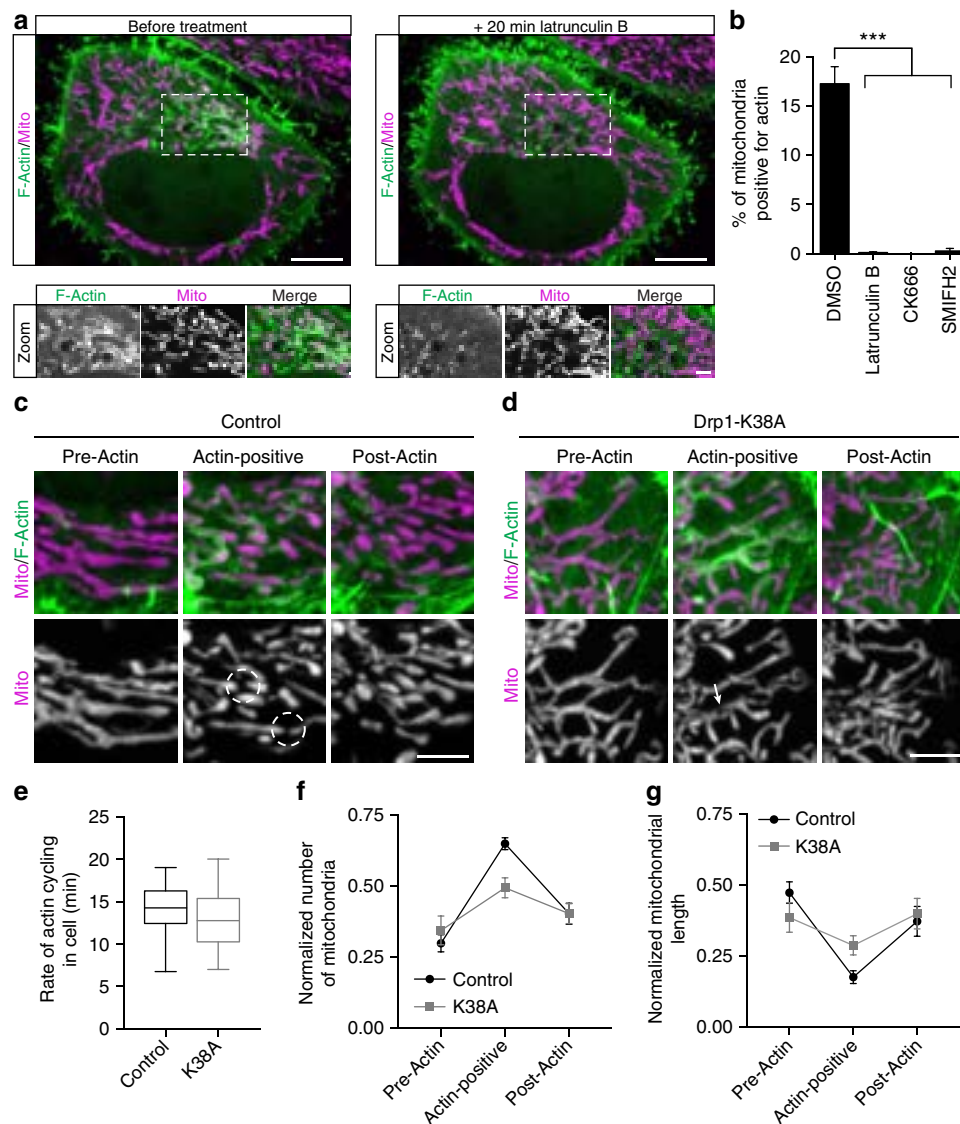 a
Before treatment
+ 20 min latrunculin B
F-Actin/Mito
F-Actin/Mito
F-Actin
Mito
Merge
Zoom
F-Actin
Mito
Merge
Zoom
b
% of mitochondria
positive for actin
20
15
10
5
0
***
DMSO
Latrunculin B
CK666
SMIFH2
c
Control
Pre-Actin
Actin-positive
Post-Actin
Mito/F-Actin
Mito
d
Drp1-K38A
Pre-Actin
Actin-positive
Post-Actin
Mito/F-Actin
Mito
e
Rate of actin cycling
in cell (min)
25
20
15
10
5
0
Control
K38A
f
Normalized number
of mitochondria
0.75
0.50
0.25
0.00
Control
K38A
Pre-Actin
Actin-positive
Post-Actin
g
Normalized mitochondrial
length
0.75
0.50
0.25
0.00
Control
K38A
Pre-Actin
Actin-positive
Post-Actin